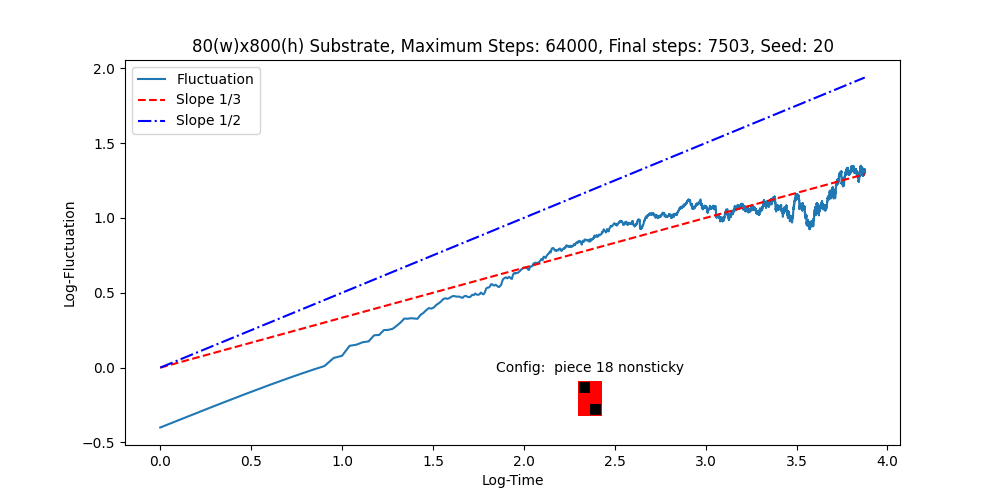 80(w)x800(h) Substrate, Maximum Steps: 64000, Final steps: 7503, Seed: 20
Fluctuation
Slope 1/3
Slope 1/2
2.0
1.5
1.0
0.5
0.0
−0.5
Log-Fluctuation
Config:  piece 18 nonsticky
0.0 0.5 1.0 1.5 2.0 2.5 3.0 3.5 4.0
Log-Time